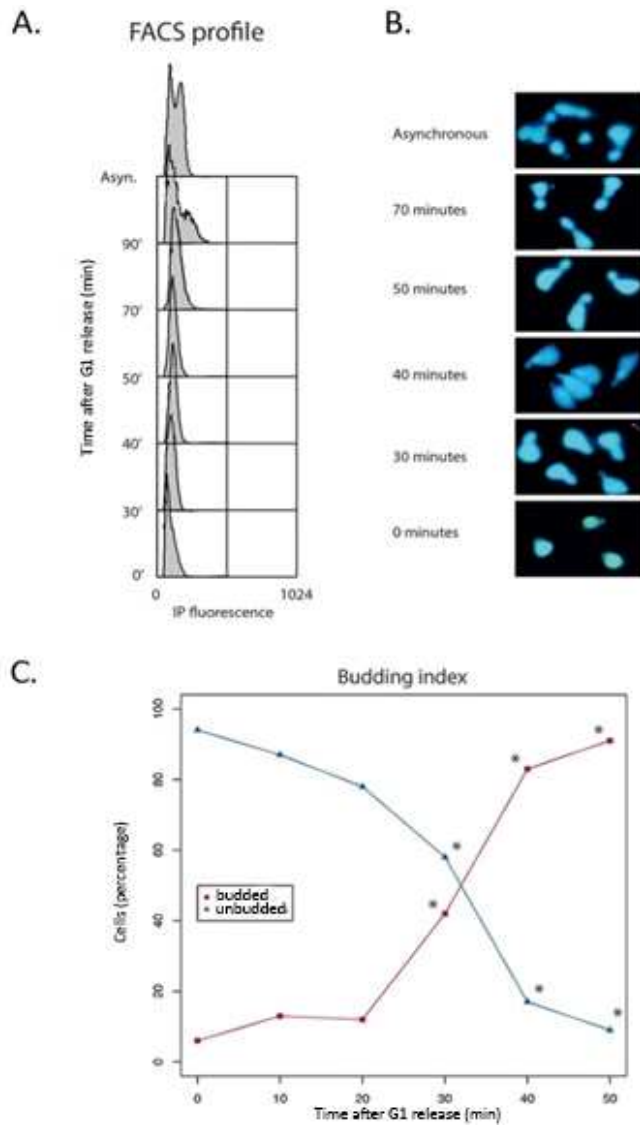 A.
FACS profile
Asyn.
90'
70'
50'
40'
30'
0'
Time after G1 release (min)
0
1024
IP fluorescence
B.
Asynchronous
70 minutes
50 minutes
40 minutes
30 minutes
0 minutes
C.
Budding index
100
80
60
40
20
0
Cells (percentage)
budded
unbudded
0 10 20 30 40 50
Time after G1 release (min)